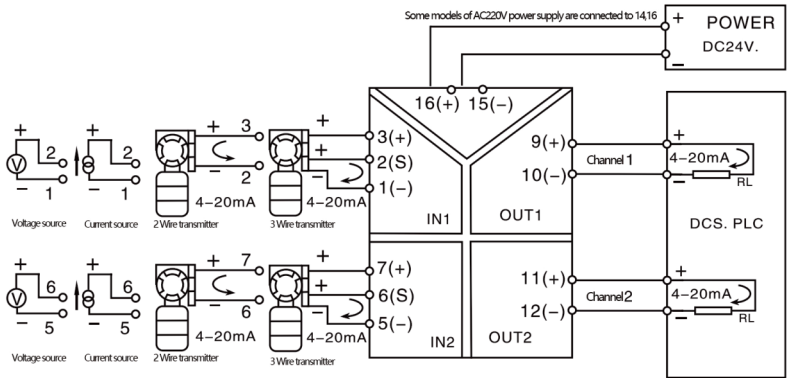 Some models of AC220V power supply are connected to 14,16
+ POWER
DC24V.
−
16(+) 15(−)
+ 3 + 3(+) 9(+) +
+ 2 + 2 + 2(S) Channel 1 4−20mA
V
− 1 − 1 − 2 − 1(−) 10(−) − RL
4−20mA 4−20mA
IN1 OUT1 DCS. PLC
Voltage source Current source 2 Wire transmitter 3 Wire transmitter
+ 7 + 7(+) 11(+) +
+ 6 + 6 + 6(S) Channel2 4−20mA
V
− 5 − 5 − 6 − 5(−) 12(−) − RL
4−20mA 4−20mA
IN2 OUT2
Voltage source Current source 2 Wire transmitter 3 Wire transmitter